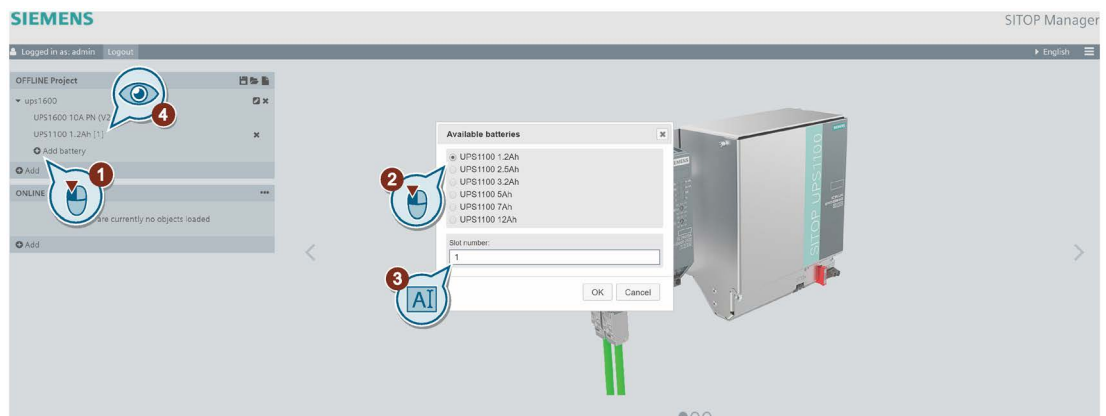 SIEMENS
SITOP Manager
Logged in as: admin Logout
English
OFFLINE Project
ups1600
UPS1600 10A PN (V2
4
UPS1100 1.2Ah [1]
Add battery
Add
1
ONLINE
are currently no objects loaded
Add
Available batteries
UPS1100 1.2Ah
UPS1100 2.5Ah
UPS1100 3.2Ah
UPS1100 5Ah
UPS1100 7Ah
UPS1100 12Ah
2
Slot number:
1
3
AI
OK Cancel
SIEMENS
SITOP UPS1100